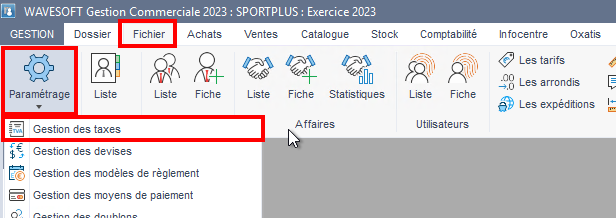 WAVESOFT Gestion Commerciale 2023 : SPORTPLUS : Exercice 2023
GESTION Dossier Fichier Achats Ventes Catalogue Stock Comptabilité Infocentre Oxatis
Paramétrage Liste Liste Fiche Liste Fiche Statistiques Liste Fiche
Les tarifs
Les arrondis
Les expéditions
Affaires Utilisateurs
TVA Gestion des taxes
Gestion des devises
Gestion des modèles de règlement
Gestion des moyens de paiement
Gestion des doublons